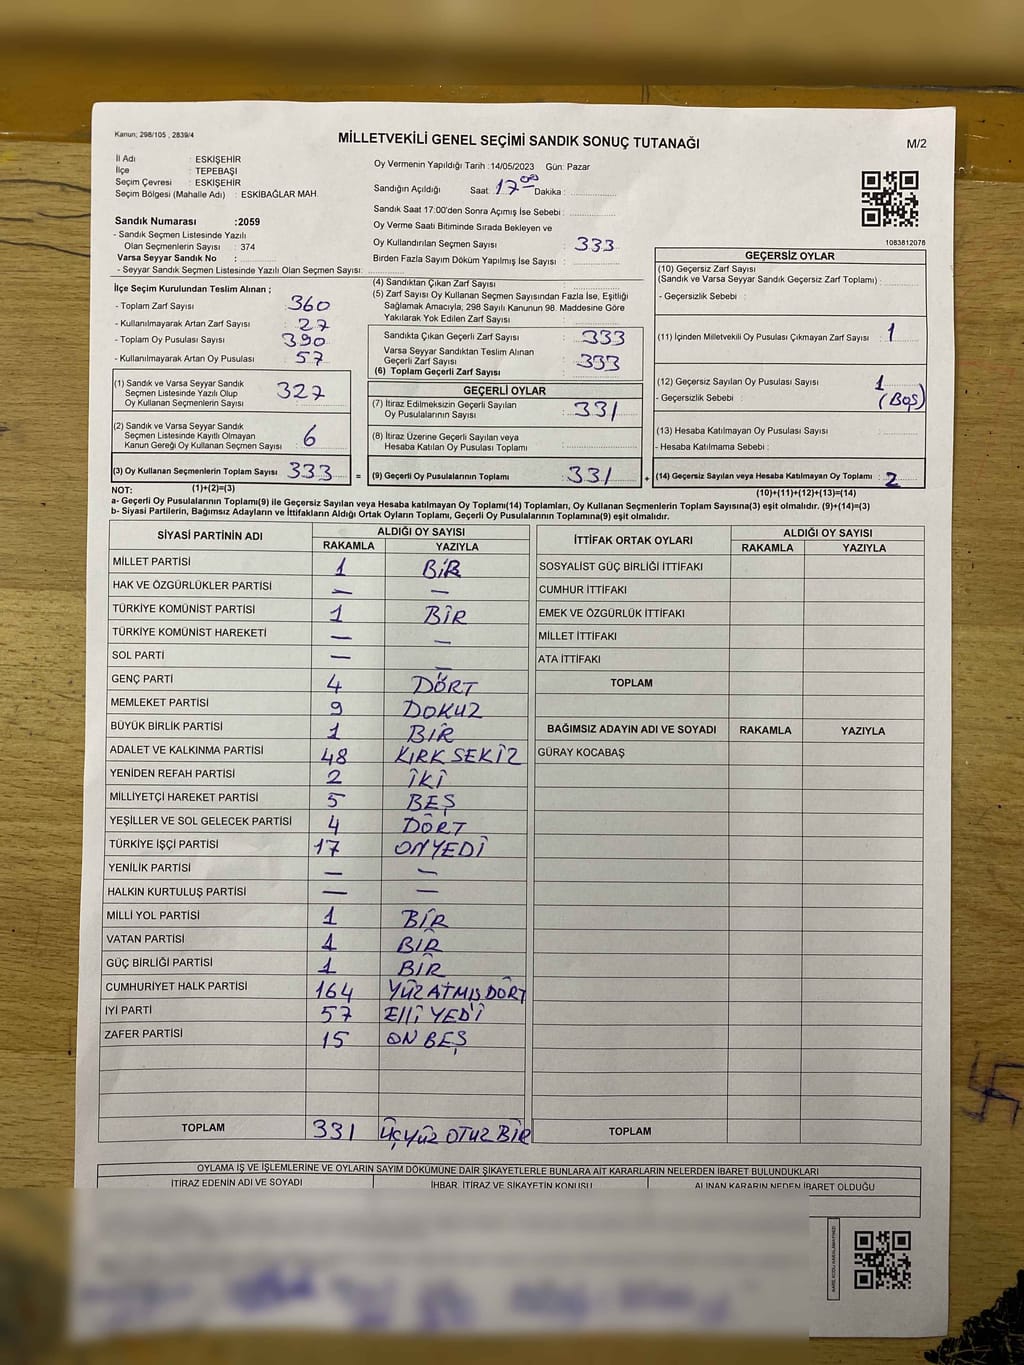 Kanun; 298/105 ; 2839/4
MİLLETVEKİLİ GENEL SEÇİMİ SANDIK SONUÇ TUTANAĞI
M/2
İl Adı : ESKİŞEHİR
İlçe : TEPEBAŞI
Seçim Çevresi : ESKİŞEHİR
Seçim Bölgesi (Mahalle Adı) : ESKİBAĞLAR MAH.
Sandık Numarası :2059
- Sandık Seçmen Listesinde Yazılı
Olan Seçmenlerin Sayısı : 374
Varsa Seyyar Sandık No :
- Seyyar Sandık Seçmen Listesinde Yazılı Olan Seçmen Sayısı:
Oy Vermenin Yapıldığı Tarih :14/05/2023 Gün: Pazar
Sandığın Açıldığı Saat : 17 00 Dakika :
Sandık Saat 17:00'den Sonra Açımış İse Sebebi :
Oy Verme Saati Bitiminde Sırada Bekleyen ve
Oy Kullandırılan Seçmen Sayısı : 333
Birden Fazla Sayım Döküm Yapılmış İse Sayısı :
1083812076
İlçe Seçim Kurulundan Teslim Alınan ;
- Toplam Zarf Sayısı : 360
- Kullanılmayarak Artan Zarf Sayısı : 27
- Toplam Oy Pusulası Sayısı : 390
- Kullanılmayarak Artan Oy Pusulası : 57
(1) Sandık ve Varsa Seyyar Sandık
Seçmen Listesinde Yazılı Olup
Oy Kullanan Seçmenlerin Sayısı : 327
(2) Sandık ve Varsa Seyyar Sandık
Seçmen Listesinde Kayıtlı Olmayan
Kanun Gereği Oy Kullanan Seçmen Sayısı : 6
(3) Oy Kullanan Seçmenlerin Toplam Sayısı : 333 =
(1)+(2)=(3)
(4) Sandıktan Çıkan Zarf Sayısı :
(5) Zarf Sayısı Oy Kullanan Seçmen Sayısından Fazla İse, Eşitliği
Sağlamak Amacıyla, 298 Sayılı Kanunun 98. Maddesine Göre
Yakılarak Yok Edilen Zarf Sayısı :
Sandıkta Çıkan Geçerli Zarf Sayısı : 333
Varsa Seyyar Sandıktan Teslim Alınan
Geçerli Zarf Sayısı : 333
(6) Toplam Geçerli Zarf Sayısı
GEÇERLİ OYLAR
(7) İtiraz Edilmeksizin Geçerli Sayılan
Oy Pusulalarının Sayısı : 331
(8) İtiraz Üzerine Geçerli Sayılan veya
Hesaba Katılan Oy Pusulaları Toplamı :
(9) Geçerli Oy Pusulalarının Toplamı : 331 +
GEÇERSİZ OYLAR
(10) Geçersiz Zarf Sayısı
(Sandık ve Varsa Seyyar Sandık Geçersiz Zarf Toplamı) :
- Geçersizlik Sebebi :
(11) İçinden Milletvekili Oy Pusulası Çıkmayan Zarf Sayısı : 1
(12) Geçersiz Sayılan Oy Pusulası Sayısı : 1
- Geçersizlik Sebebi : (Boş)
(13) Hesaba Katılmayan Oy Pusulası Sayısı :
- Hesaba Katılmama Sebebi :
(14) Geçersiz Sayılan veya Hesaba Katılmayan Oy Toplamı : 2
(10)+(11)+(12)+(13)=(14)
NOT:
a- Geçerli Oy Pusulalarının Toplamı(9) ile Geçersiz Sayılan veya Hesaba katılmayan Oy Toplam(14) Toplamları, Oy Kullanan Seçmenlerin Toplam Sayısına(3) eşit olmalıdır. (9)+(14)=(3)
b- Siyasi Partilerin, Bağımsız Adayların ve İttifakların Aldığı Ortak Oyların Toplamı, Geçerli Oy Pusulalarının Toplamına(9) eşit olmalıdır.
SİYASİ PARTİNİN ADI ALDIĞI OY SAYISI
RAKAMLA YAZIYLA
MİLLET PARTİSİ 1 BİR
HAK VE ÖZGÜRLÜKLER PARTİSİ — —
TÜRKİYE KOMÜNİST PARTİSİ 1 BİR
TÜRKİYE KOMÜNİST HAREKETİ — —
SOL PARTİ — —
GENÇ PARTİ 4 DÖRT
MEMLEKET PARTİSİ 9 DOKUZ
BÜYÜK BİRLİK PARTİSİ 1 BİR
ADALET VE KALKINMA PARTİSİ 48 KIRK SEKİZ
YENİDEN REFAH PARTİSİ 2 İKİ
MİLLİYETÇİ HAREKET PARTİSİ 5 BEŞ
YEŞİLLER VE SOL GELECEK PARTİSİ 4 DÖRT
TÜRKİYE İŞÇİ PARTİSİ 17 ONYEDİ
YENİLİK PARTİSİ — —
HALKIN KURTULUŞ PARTİSİ — —
MİLLİ YOL PARTİSİ 1 BİR
VATAN PARTİSİ 1 BİR
GÜÇ BİRLİĞİ PARTİSİ 1 BİR
CUMHURİYET HALK PARTİSİ 164 YÜZ ATMIŞ DÖRT
İYİ PARTİ 57 Elli YEDİ
ZAFER PARTİSİ 15 ON BEŞ
TOPLAM 331 ÜÇYÜZ OTUZ BİR
İTTİFAK ORTAK OYLARI ALDIĞI OY SAYISI
RAKAMLA YAZIYLA
SOSYALİST GÜÇ BİRLİĞİ İTTİFAKI
CUMHUR İTTİFAKI
EMEK VE ÖZGÜRLÜK İTTİFAKI
MİLLET İTTİFAKI
ATA İTTİFAKI
TOPLAM
BAĞIMSIZ ADAYIN ADI VE SOYADI RAKAMLA YAZIYLA
GÜRAY KOCABAŞ
TOPLAM
OYLAMA İŞ VE İŞLEMLERİNE VE OYLARIN SAYIM DÖKÜMÜNE DAİR ŞİKAYETLERLE BUNLARA AİT KARARLARIN NELERDEN İBARET BULUNDUKLARI
İTİRAZ EDENİN ADI VE SOYADI İHBAR, İTİRAZ VE ŞİKAYETİN KONUSU ALINAN KARARIN NEDEN İBARET OLDUĞU